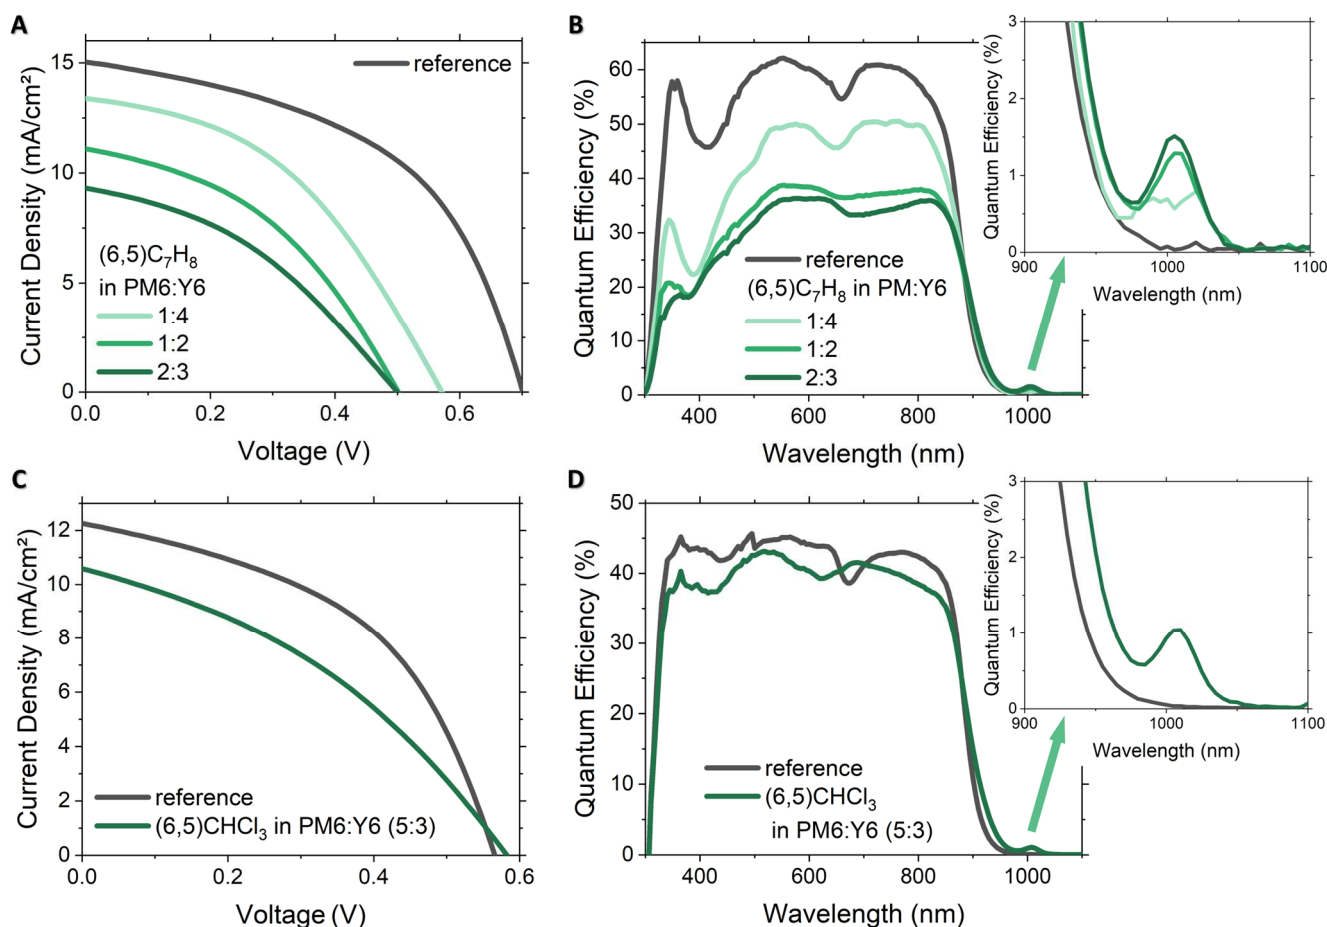 A
Current Density (mA/cm²)
15
10
5
0
reference
(6,5)C₇H₈
in PM6:Y6
1:4
1:2
2:3
0.0
0.2
0.4
0.6
Voltage (V)
B
Quantum Efficiency (%)
60
50
40
30
20
10
0
reference
(6,5)C₇H₈ in PM:Y6
1:4
1:2
2:3
400
600
800
1000
Wavelength (nm)
Quantum Efficiency (%)
3
2
1
0
900
1000
1100
Wavelength (nm)
C
Current Density (mA/cm²)
12
10
8
6
4
2
0
reference
(6,5)CHCl₃ in PM6:Y6 (5:3)
0.0
0.2
0.4
0.6
Voltage (V)
D
Quantum Efficiency (%)
50
40
30
20
10
0
reference
(6,5)CHCl₃
in PM6:Y6 (5:3)
400
600
800
1000
Wavelength (nm)
Quantum Efficiency (%)
3
2
1
0
900
1000
1100
Wavelength (nm)